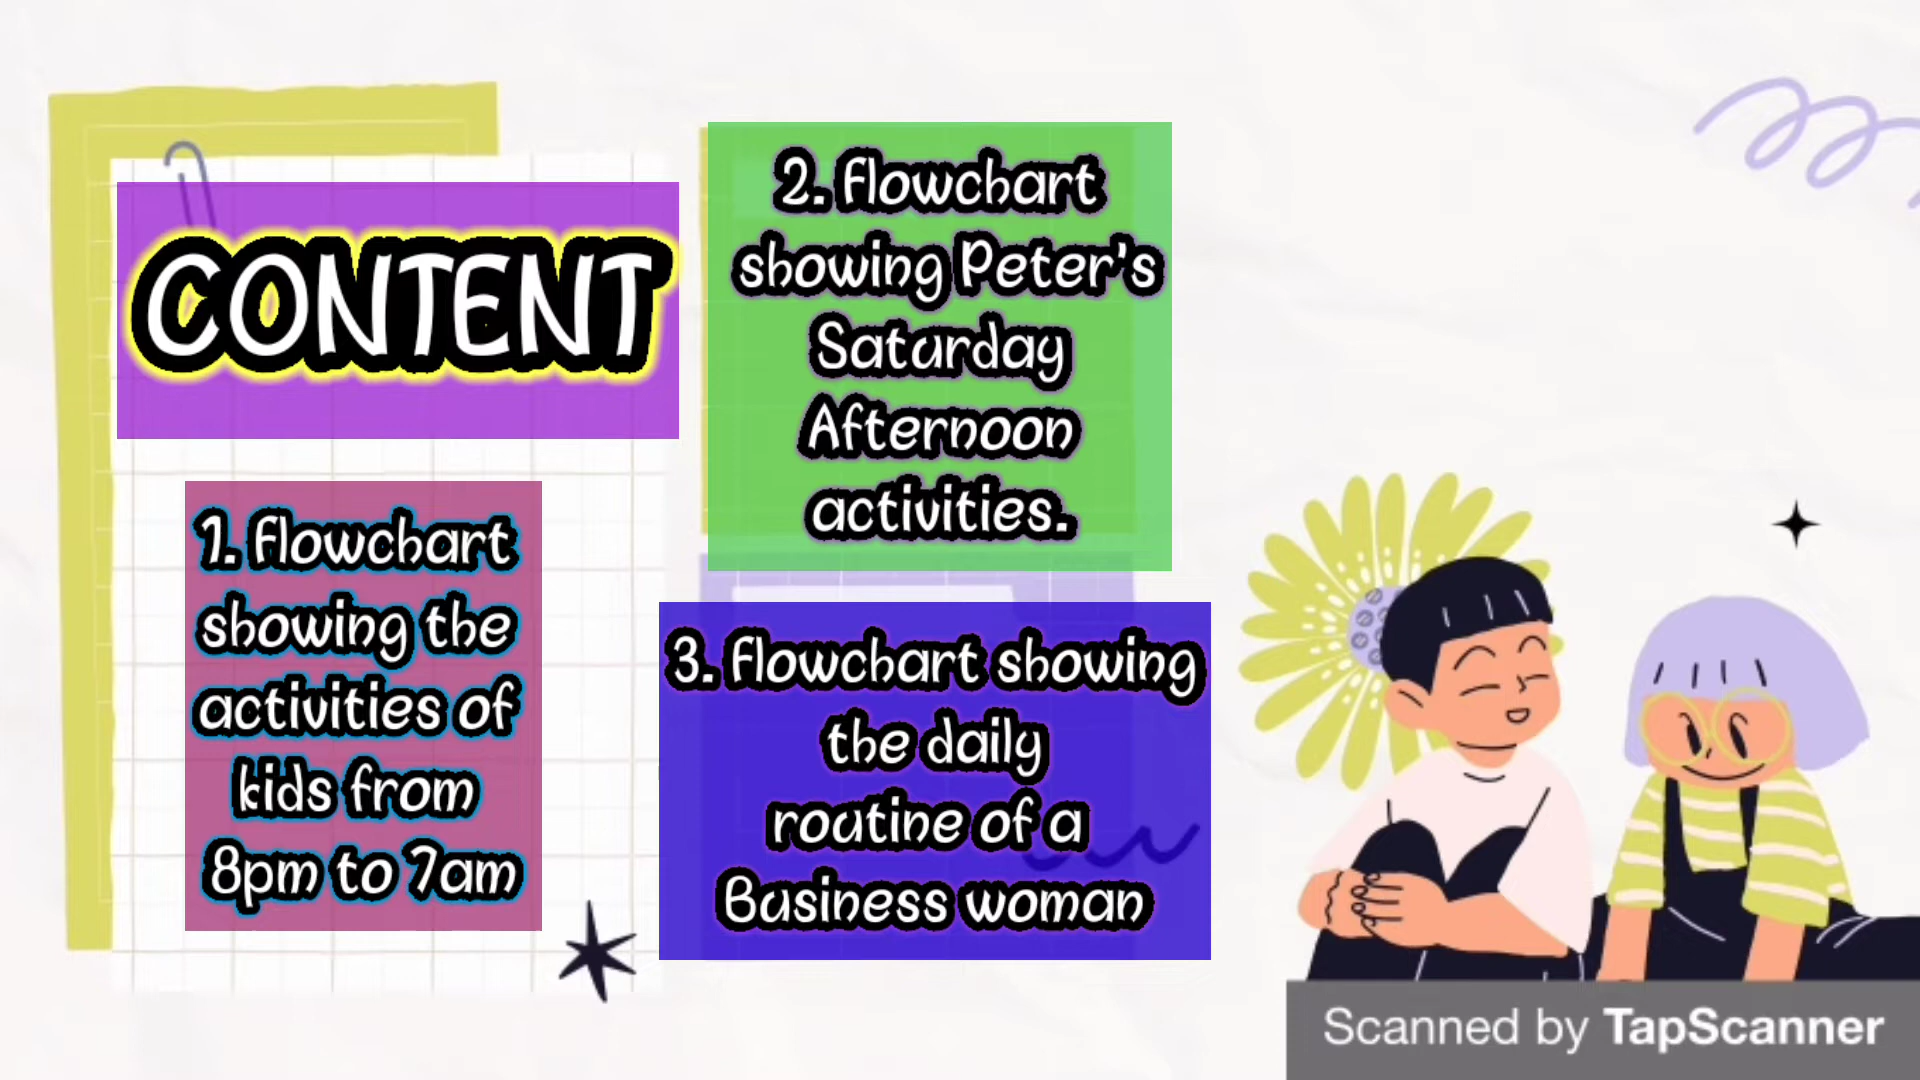 CONTENT
1. flowchart
showing the
activities of
kids from
8pm to 7am
2. flowchart
showing Peter's
Saturday
Afternoon
activities.
3. flowchart showing
the daily
routine of a
Business woman
Scanned by TapScanner